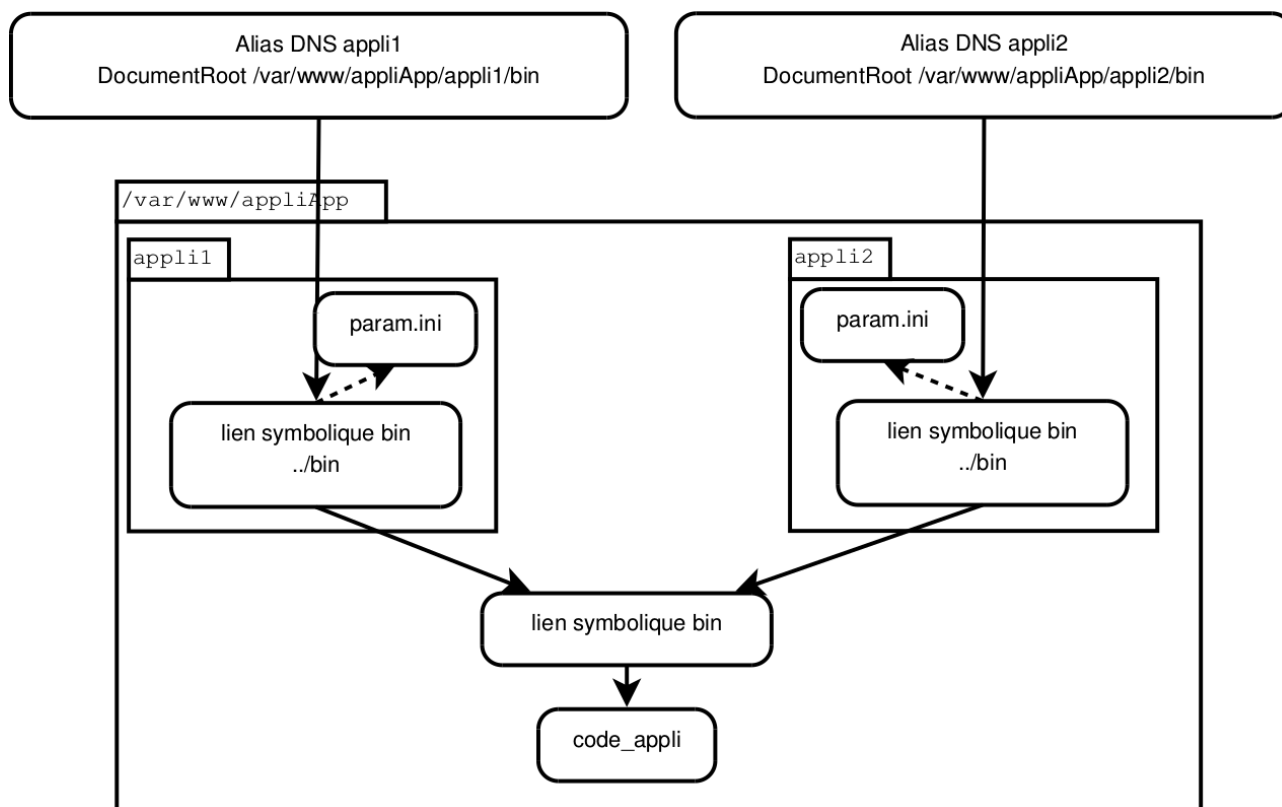 Alias DNS appli1
DocumentRoot /var/www/appliApp/appli1/bin
Alias DNS appli2
DocumentRoot /var/www/appliApp/appli2/bin
/var/www/appliApp
appli1
appli2
param.ini
param.ini
lien symbolique bin
../bin
lien symbolique bin
../bin
lien symbolique bin
code_appli